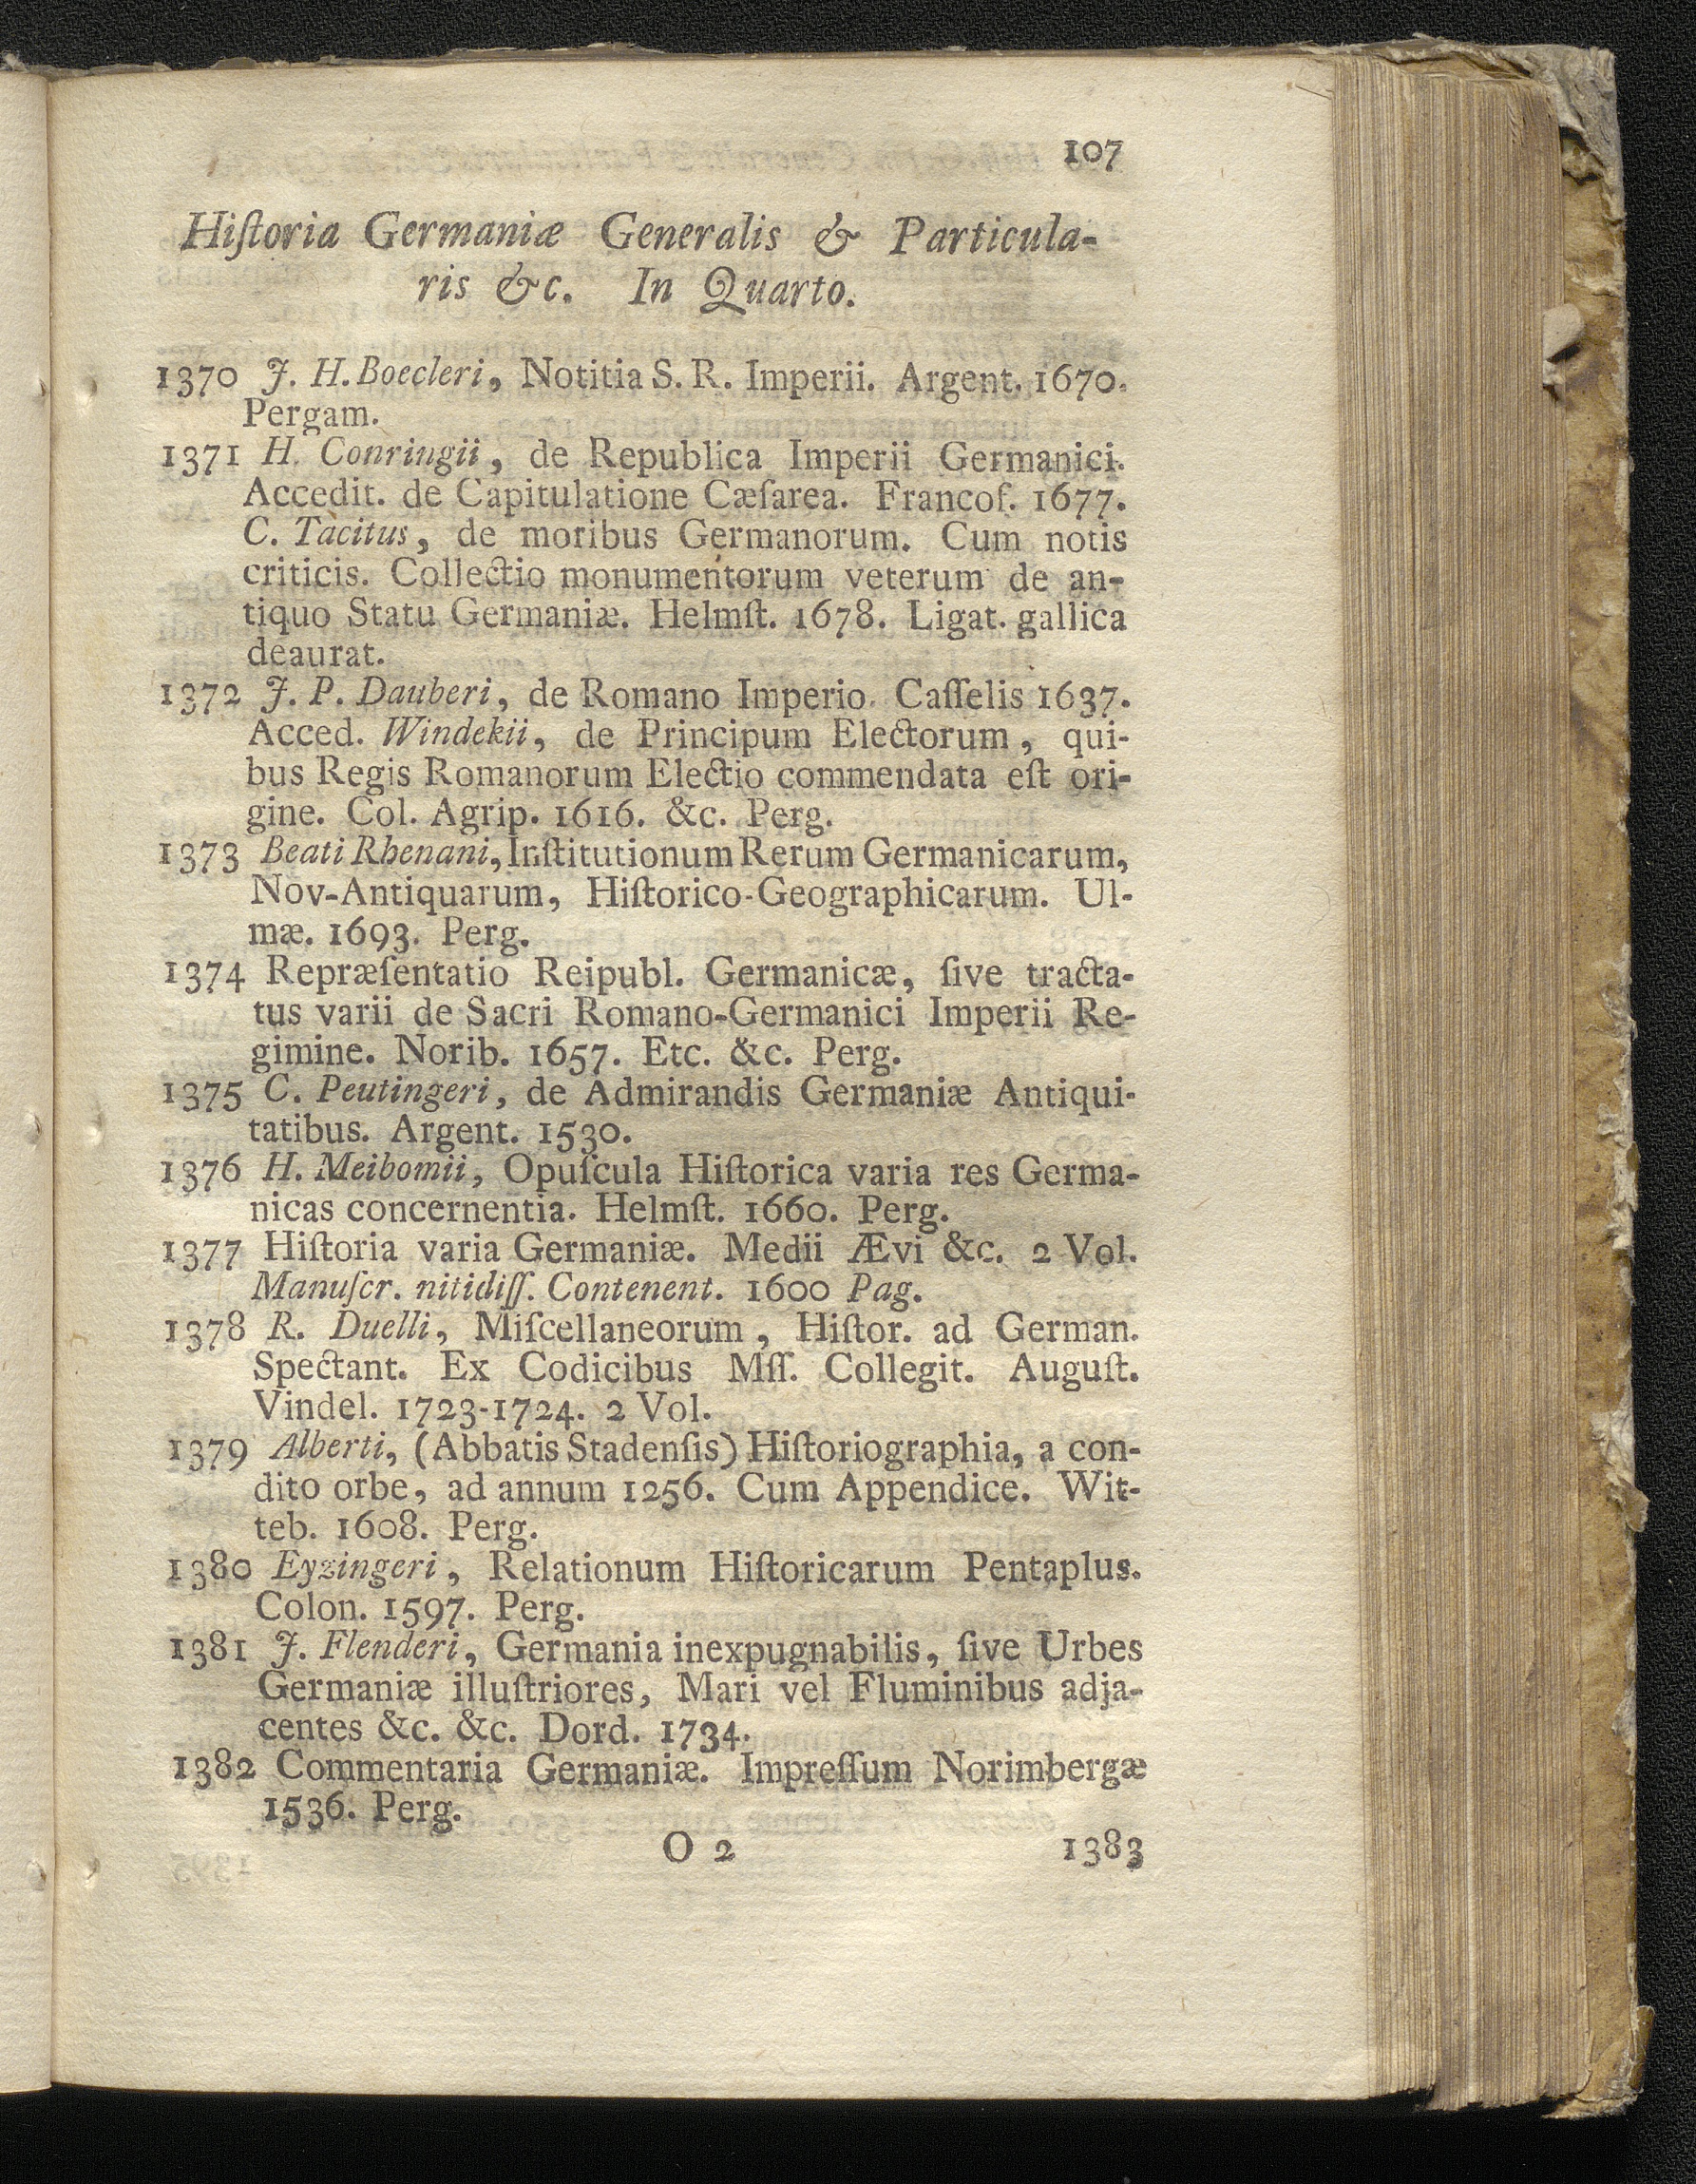 107
Hiſtoria Germaniæ Generalis & Particula-
ris &c. In Quarto.
1370 J. H. Boecleri, Notitia S. R. Imperii. Argent. 1670.
Pergam.
1371 H. Conringii, de Republica Imperii Germanici.
Accedit. de Capitulatione Cæſarea. Francof. 1677.
C. Tacitus, de moribus Germanorum. Cum notis
criticis. Collectio monumentorum veterum de an-
tiquo Statu Germaniæ. Helmſt. 1678. Ligat. gallica
deaurat.
1372 J. P. Dauberi, de Romano Imperio. Caſſelis 1637.
Acced. Windekii, de Principum Electorum, qui-
bus Regis Romanorum Electio commendata eſt ori-
gine. Col. Agrip. 1616. &c. Perg.
1373 Beati Rhenani, Inſtitutionum Rerum Germanicarum,
Nov-Antiquarum, Hiſtorico-Geographicarum. Ul-
mæ. 1693. Perg.
1374 Repræſentatio Reipubl. Germanicæ, ſive tracta-
tus varii de Sacri Romano-Germanici Imperii Re-
gimine. Norib. 1657. Etc. &c. Perg.
1375 C. Peutingeri, de Admirandis Germaniæ Antiqui-
tatibus. Argent. 1530.
1376 H. Meibomii, Opuſcula Hiſtorica varia res Germa-
nicas concernentia. Helmſt. 1660. Perg.
1377 Hiſtoria varia Germaniæ. Medii Ævi &c. 2 Vol.
Manuſcr. nitidiſſ. Contenent. 1600 Pag.
1378 R. Duelli, Miſcellaneorum, Hiſtor. ad German.
Spectant. Ex Codicibus Mſſ. Collegit. Auguſt.
Vindel. 1723-1724. 2 Vol.
1379 Alberti, (Abbatis Stadenſis) Hiſtoriographia, a con-
dito orbe, ad annum 1256. Cum Appendice. Wit-
teb. 1608. Perg.
1380 Eyzingeri, Relationum Hiſtoricarum Pentaplus.
Colon. 1597. Perg.
1381 J. Flenderi, Germania inexpugnabilis, ſive Urbes
Germaniæ illuſtriores, Mari vel Fluminibus adja-
centes &c. &c. Dord. 1734.
1382 Commentaria Germaniæ. Impreſſum Norimbergæ
1536. Perg.
O 2 1383